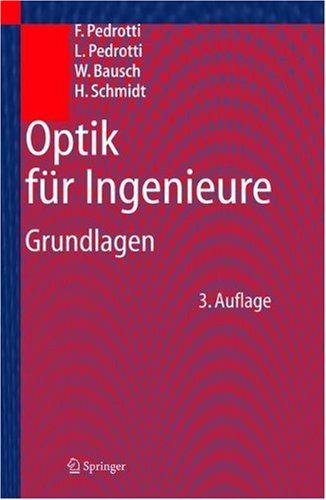 F. Pedrotti
L. Pedrotti
W. Bausch
H. Schmidt
Optik
für Ingenieure
Grundlagen
3. Auflage
Springer